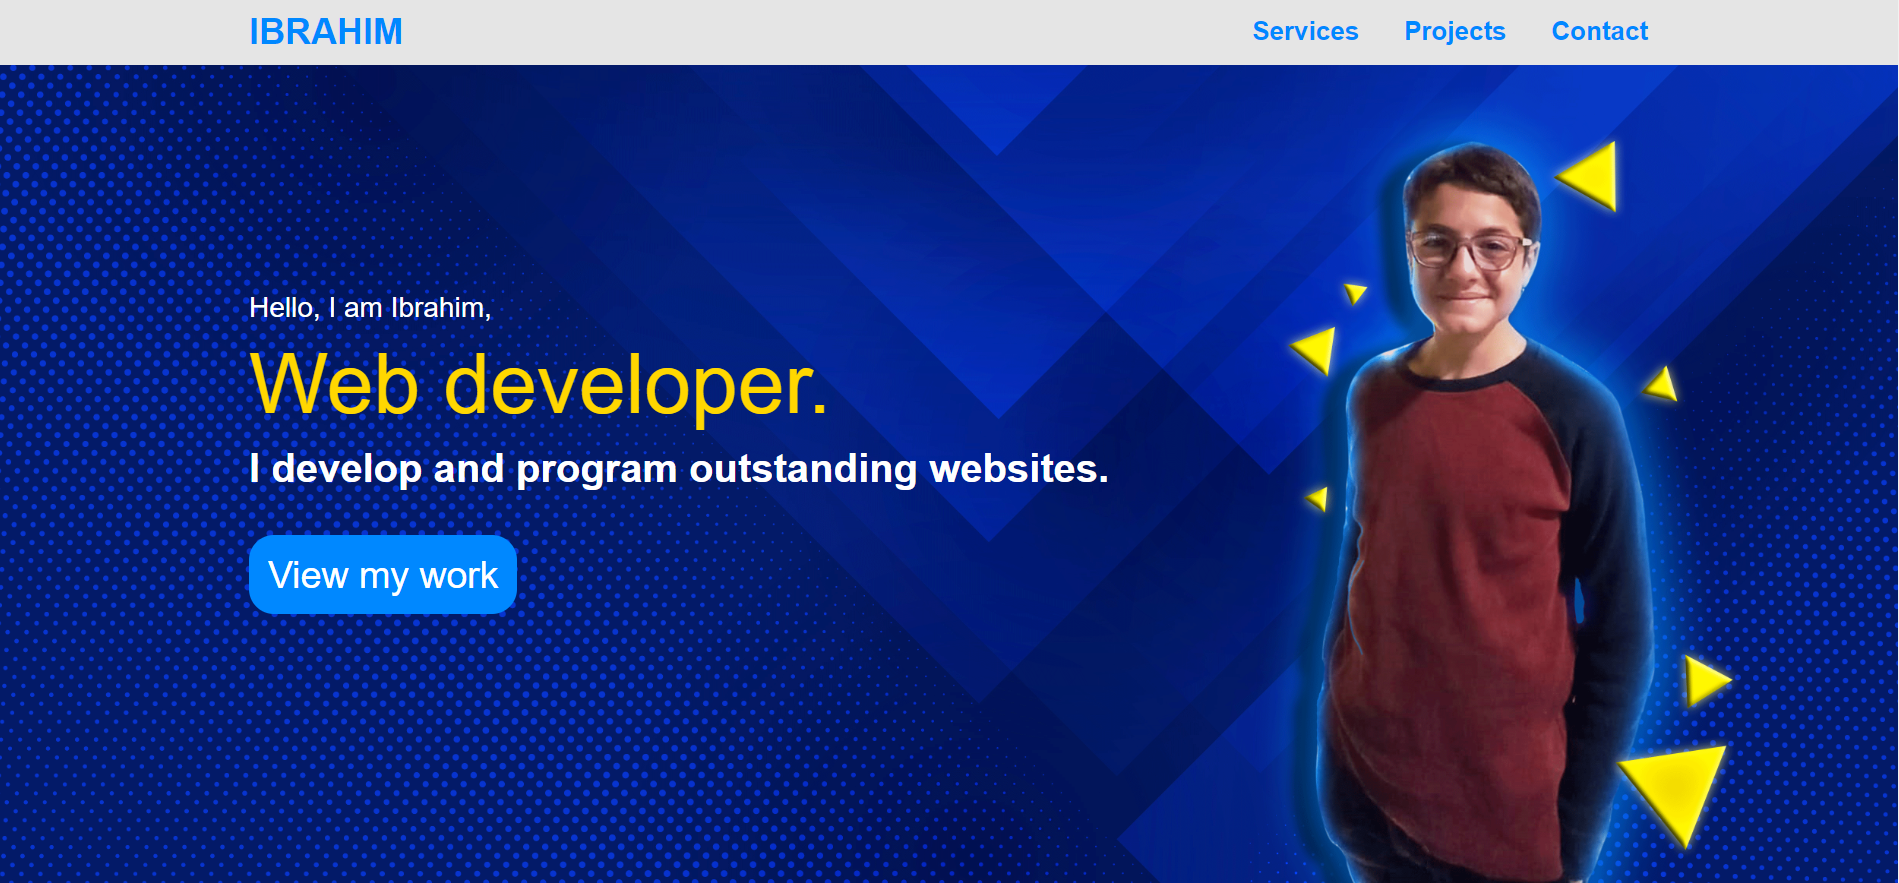 IBRAHIM
Services Projects Contact
Hello, I am Ibrahim,
Web developer.
I develop and program outstanding websites.
View my work